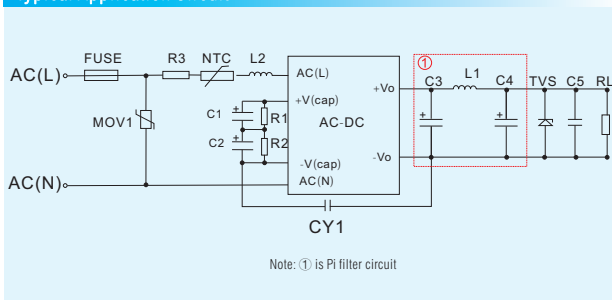 FUSE
R3
NTC
L2
AC(L)
MOV1
AC(N)
C1
C2
R1
R2
AC(L)
+V(cap)
AC-DC
-V(cap)
AC(N)
+Vo
-Vo
①
C3
L1
C4
TVS
C5
RL
CY1
Note: ① is Pi filter circuit